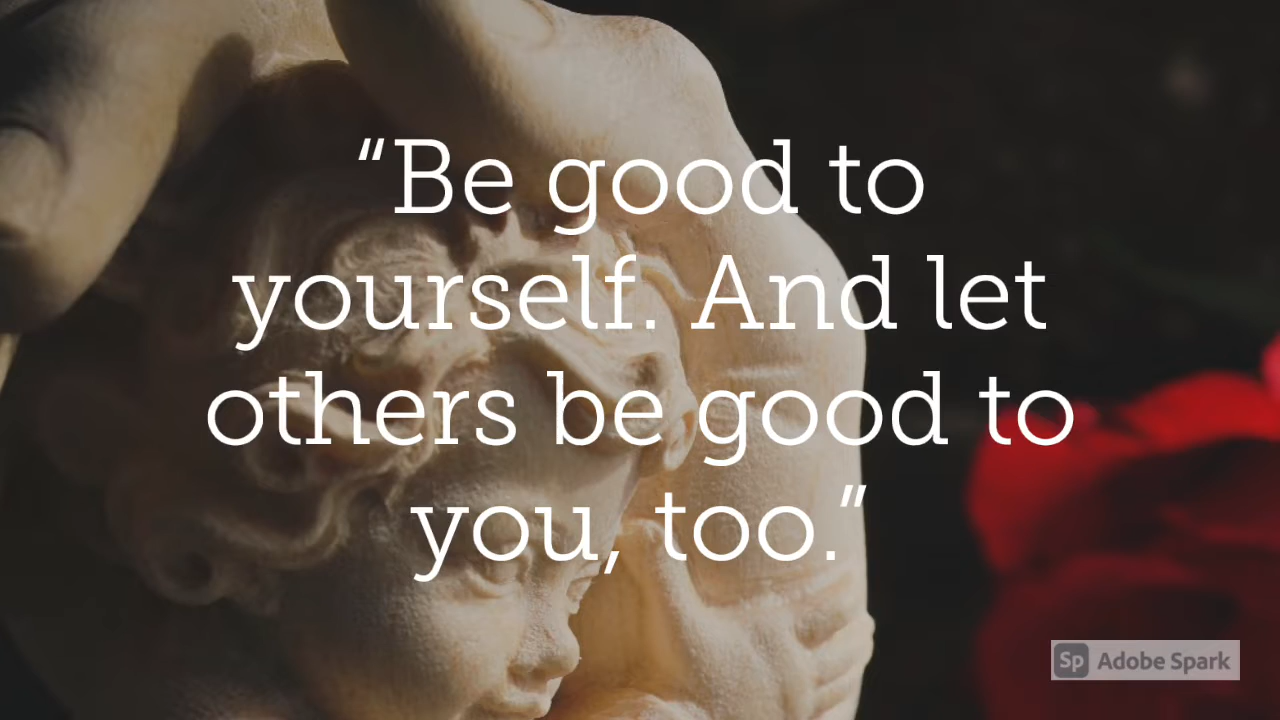 “Be good to
yourself. And let
others be good to
you, too.”
Sp Adobe Spark